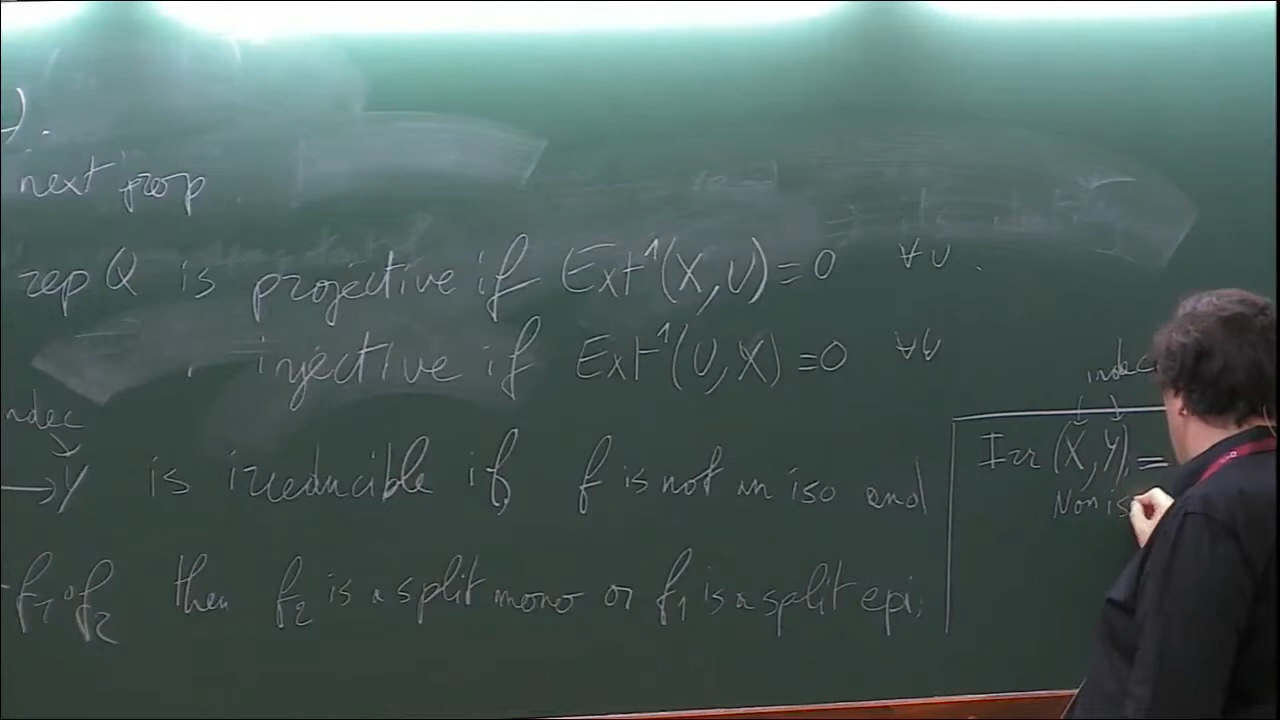 ).
next prop
rep Q is projective if Ext¹(X,U)=0 ∀U.
injective if Ext¹(U,X)=0 ∀U
ndec
→Y is irreducible if, f is not an iso and
f₁∘f₂ then f₂ is a split mono or f₁ is a split epi;
indec
Irr(X,Y), =
Non is